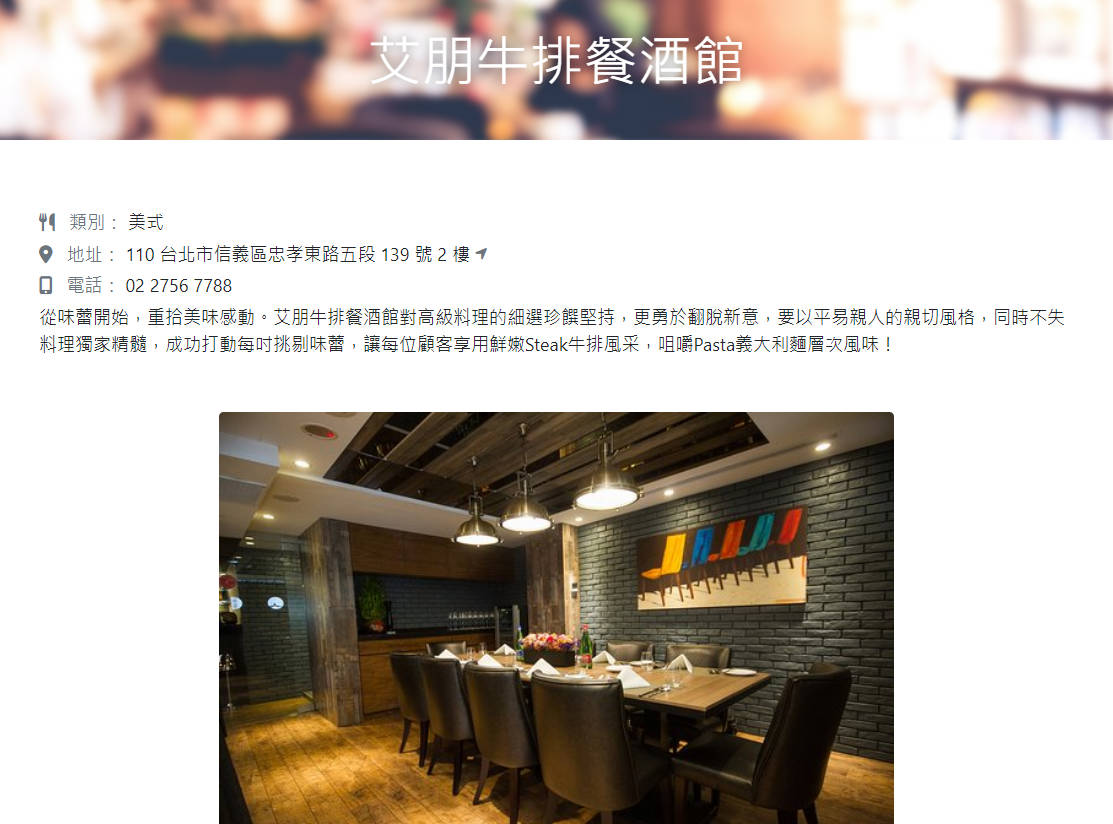 艾朋牛排餐酒館
類別： 美式
地址： 110 台北市信義區忠孝東路五段 139 號 2 樓
電話： 02 2756 7788
從味蕾開始，重拾美味感動。艾朋牛排餐酒館對高級料理的細選珍饌堅持，更勇於翻脫新意，要以平易親人的親切風格，同時不失
料理獨家精髓，成功打動每吋挑剔味蕾，讓每位顧客享用鮮嫩Steak牛排風采，咀嚼Pasta義大利麵層次風味！